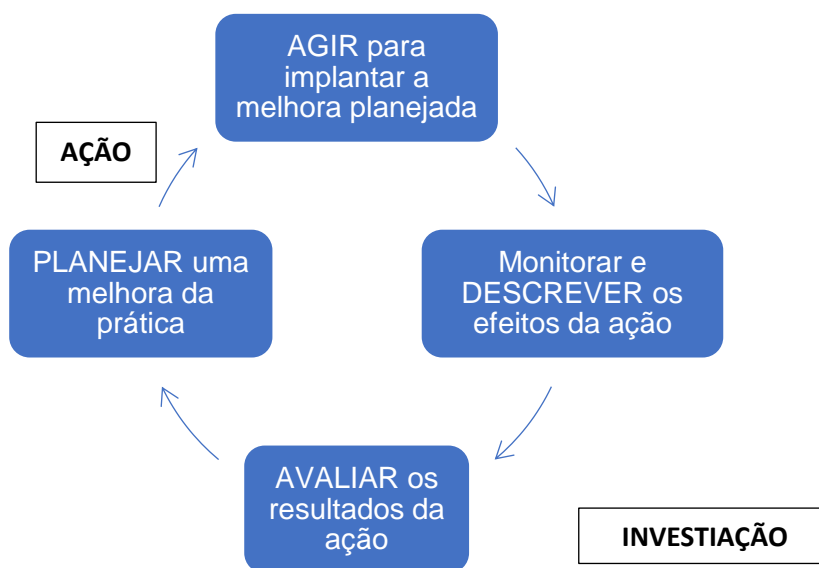 AGIR para
implantar a
melhora planejada
AÇÃO
PLANEJAR uma
melhora da
prática
Monitorar e
DESCREVER os
efeitos da ação
AVALIAR os
resultados da
ação
INVESTIAÇÃO